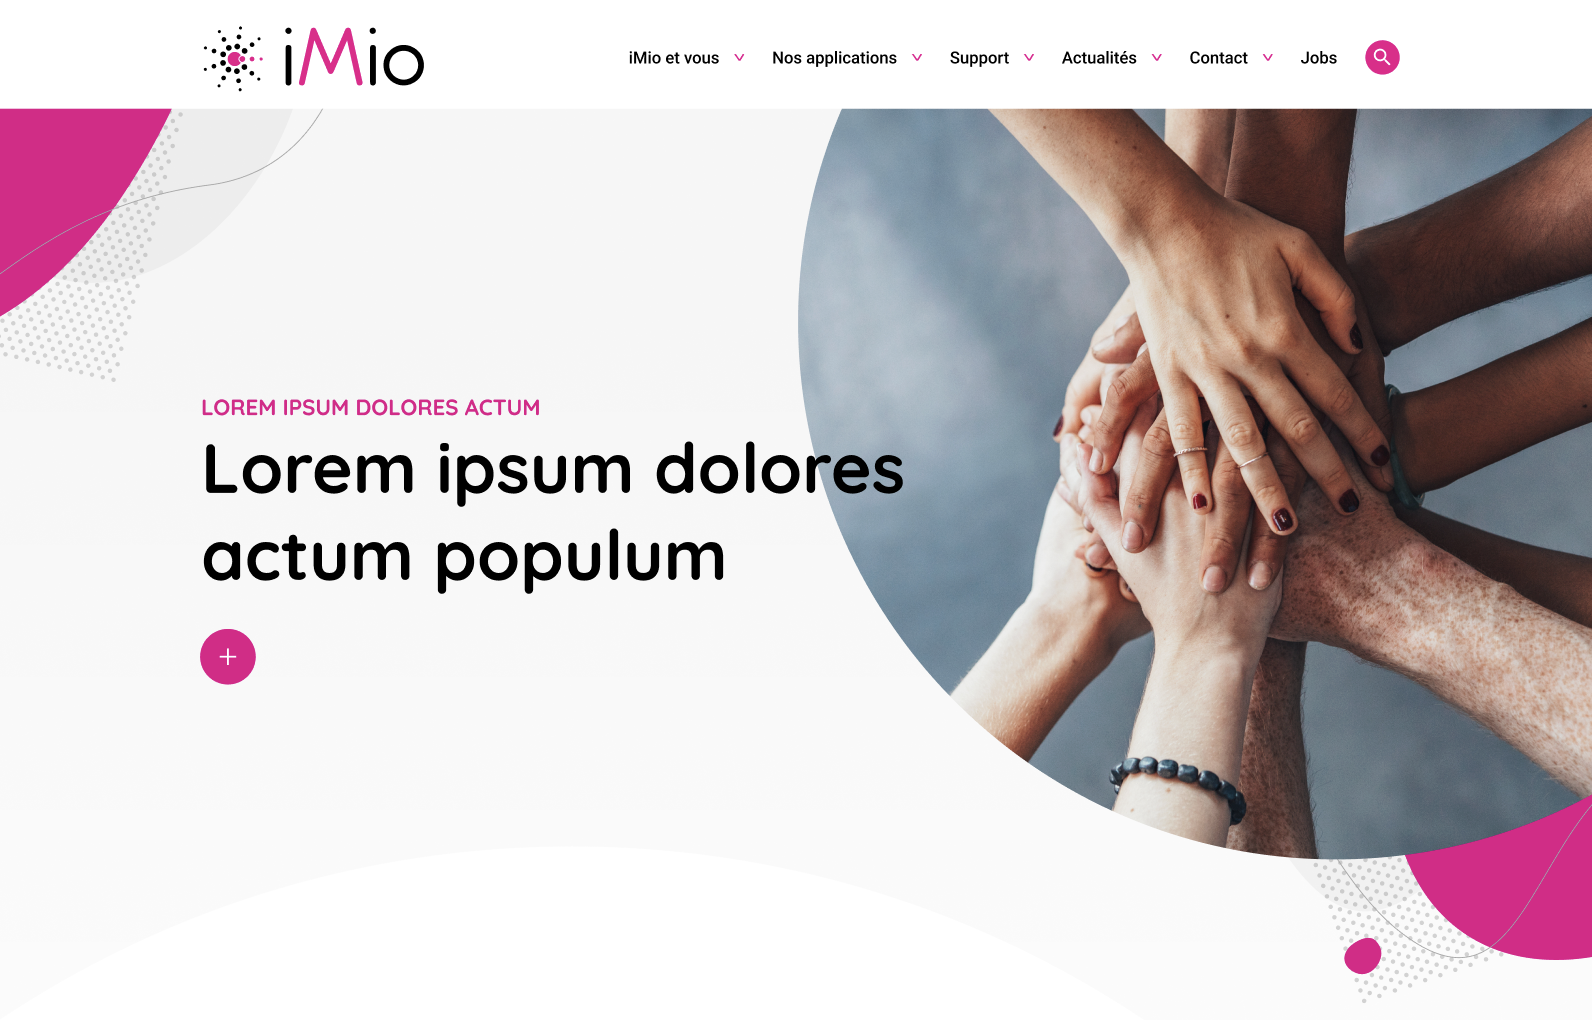 iMio
iMio et vous
Nos applications
Support
Actualités
Contact
Jobs
LOREM IPSUM DOLORES ACTUM
Lorem ipsum dolores
actum populum